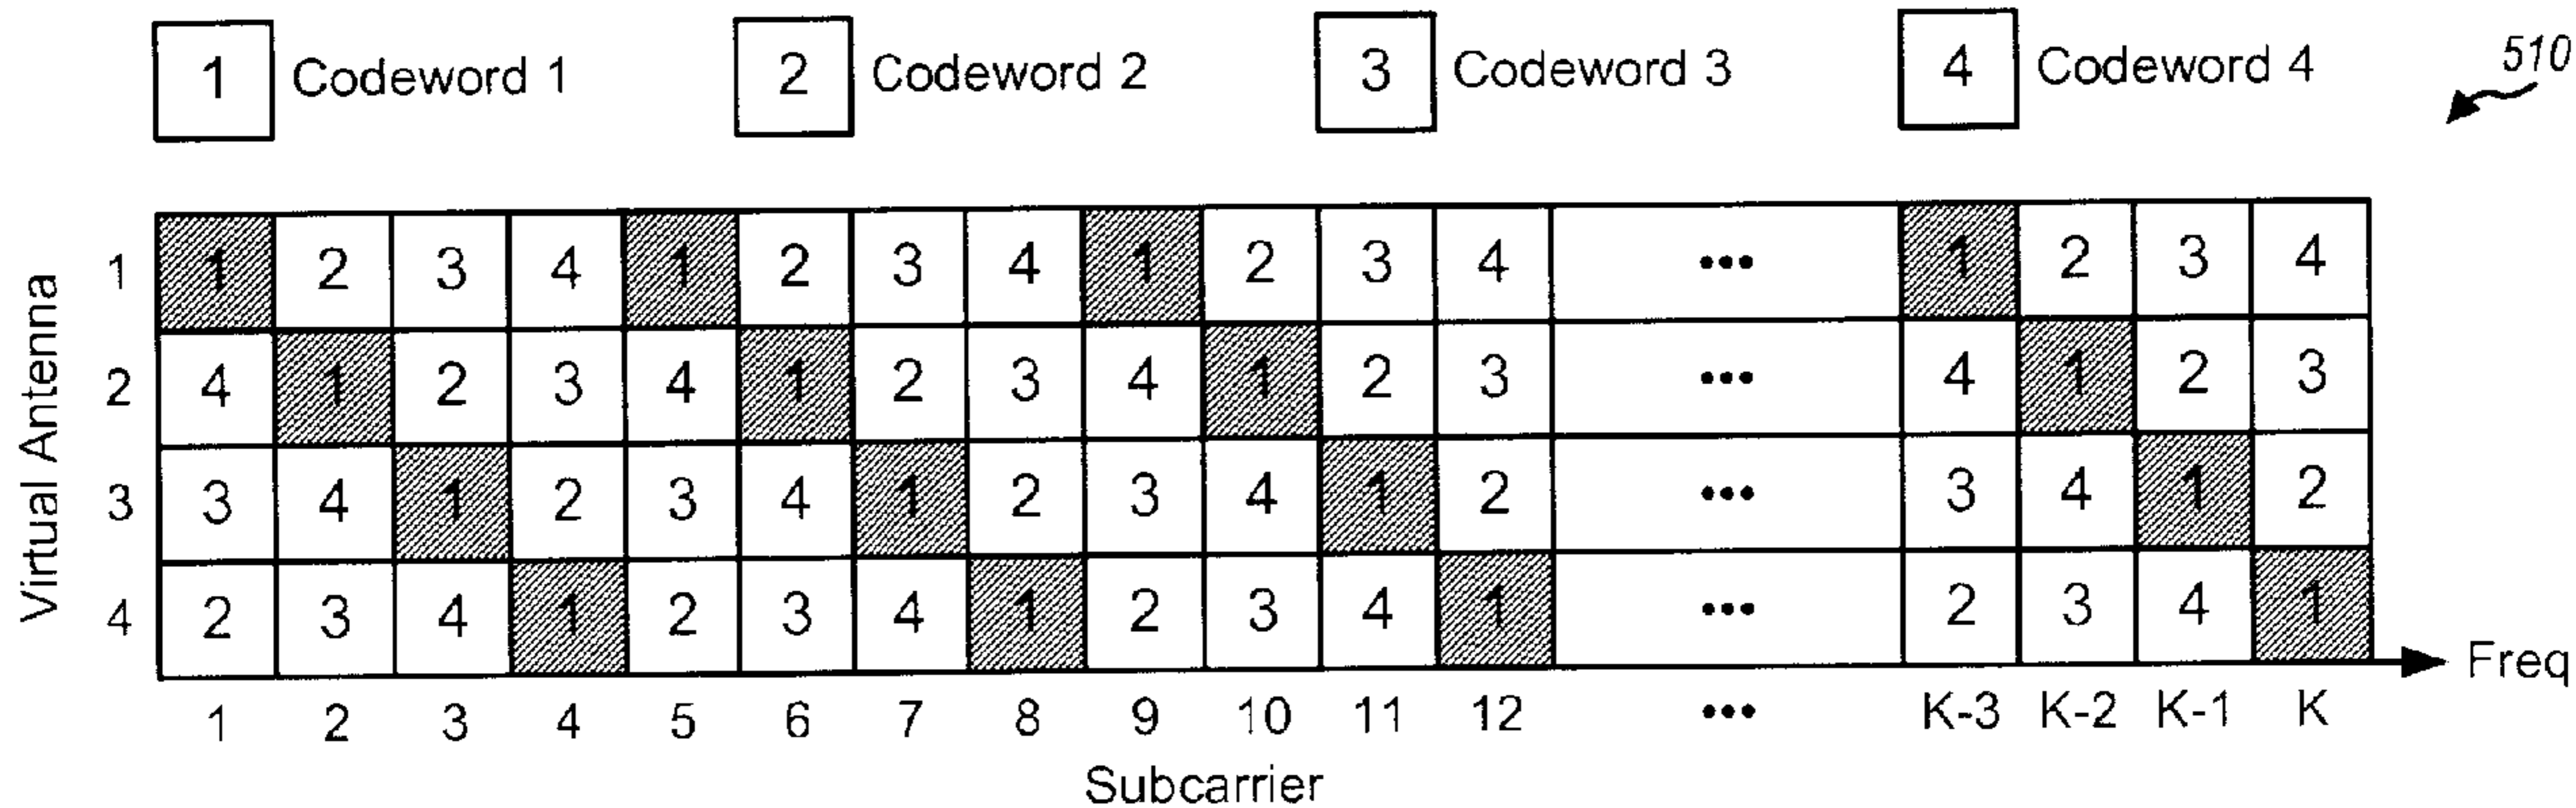 1 Codeword 1 2 Codeword 2 3 Codeword 3 4 Codeword 4 510
Virtual Antenna
1 1 2 3 4 1 2 3 4 1 2 3 4 ••• 1 2 3 4
2 4 1 2 3 4 1 2 3 4 1 2 3 ••• 4 1 2 3
3 3 4 1 2 3 4 1 2 3 4 1 2 ••• 3 4 1 2
4 2 3 4 1 2 3 4 1 2 3 4 1 ••• 2 3 4 1
Freq
1 2 3 4 5 6 7 8 9 10 11 12 ••• K-3 K-2 K-1 K
Subcarrier